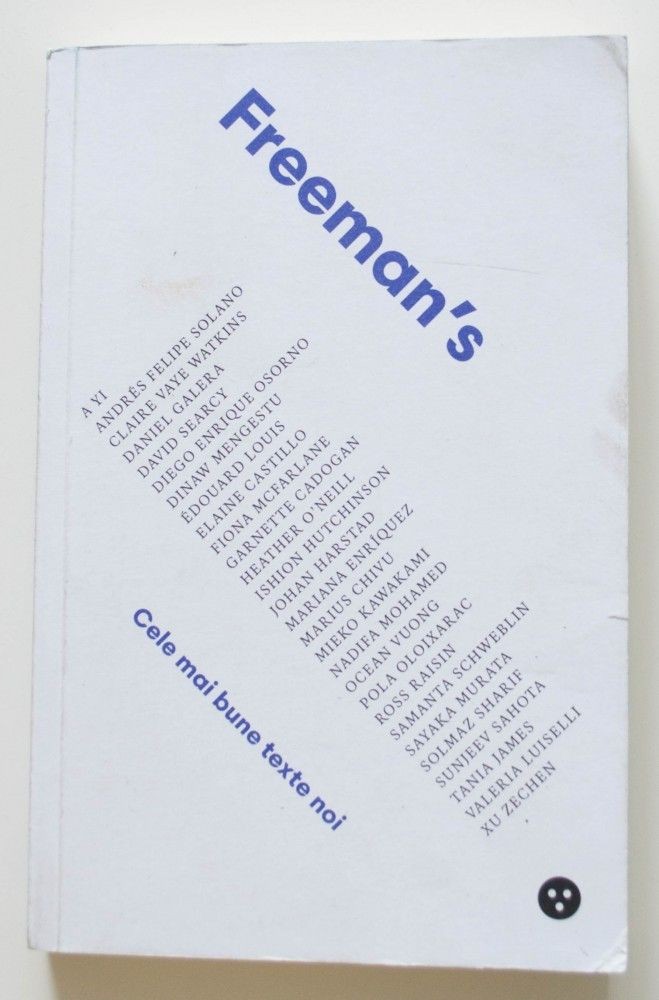 Freeman's
A YI
ANDRÉS FELIPE SOLANO
CLAIRE VAYE WATKINS
DANIEL GALERA
DAVID SEARCY
DIEGO ENRIQUE OSORNO
DINAW MENGESTU
ÉDOUARD LOUIS
ELAINE CASTILLO
FIONA MCFARLANE
GARNETTE CADOGAN
HEATHER O'NEILL
ISHION HUTCHINSON
JOHAN HARSTAD
MARIANA ENRÍQUEZ
MARIUS CHIVU
MIEKO KAWAKAMI
NADIFA MOHAMED
OCEAN VUONG
POLA OLOIXARAC
ROSS RAISIN
SAMANTA SCHWEBLIN
SAYAKA MURATA
SOLMAZ SHARIF
SUNJEEV SAHOTA
TANIA JAMES
VALERIA LUISELLI
XU ZECHEN
Cele mai bune texte noi